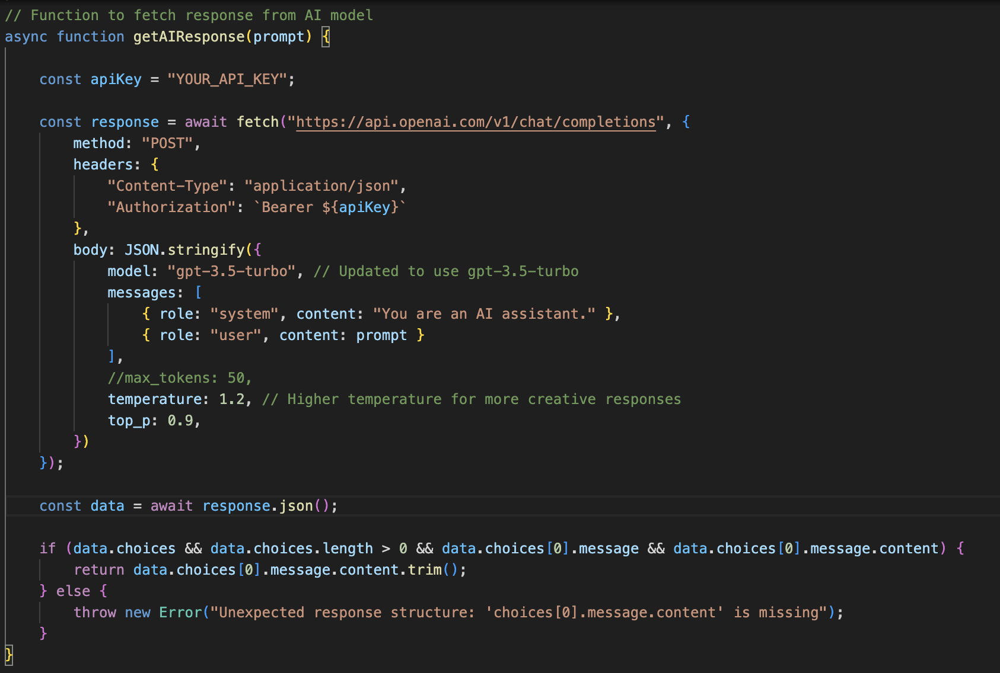 // Function to fetch response from AI model
async function getAIResponse(prompt) {
const apiKey = "YOUR_API_KEY";
const response = await fetch("https://api.openai.com/v1/chat/completions", {
method: "POST",
headers: {
"Content-Type": "application/json",
"Authorization": `Bearer ${apiKey}`
},
body: JSON.stringify({
model: "gpt-3.5-turbo", // Updated to use gpt-3.5-turbo
messages: [
{ role: "system", content: "You are an AI assistant." },
{ role: "user", content: prompt }
],
//max_tokens: 50,
temperature: 1.2, // Higher temperature for more creative responses
top_p: 0.9,
})
});
const data = await response.json();
if (data.choices && data.choices.length > 0 && data.choices[0].message && data.choices[0].message.content) {
return data.choices[0].message.content.trim();
} else {
throw new Error("Unexpected response structure: 'choices[0].message.content' is missing");
}
}